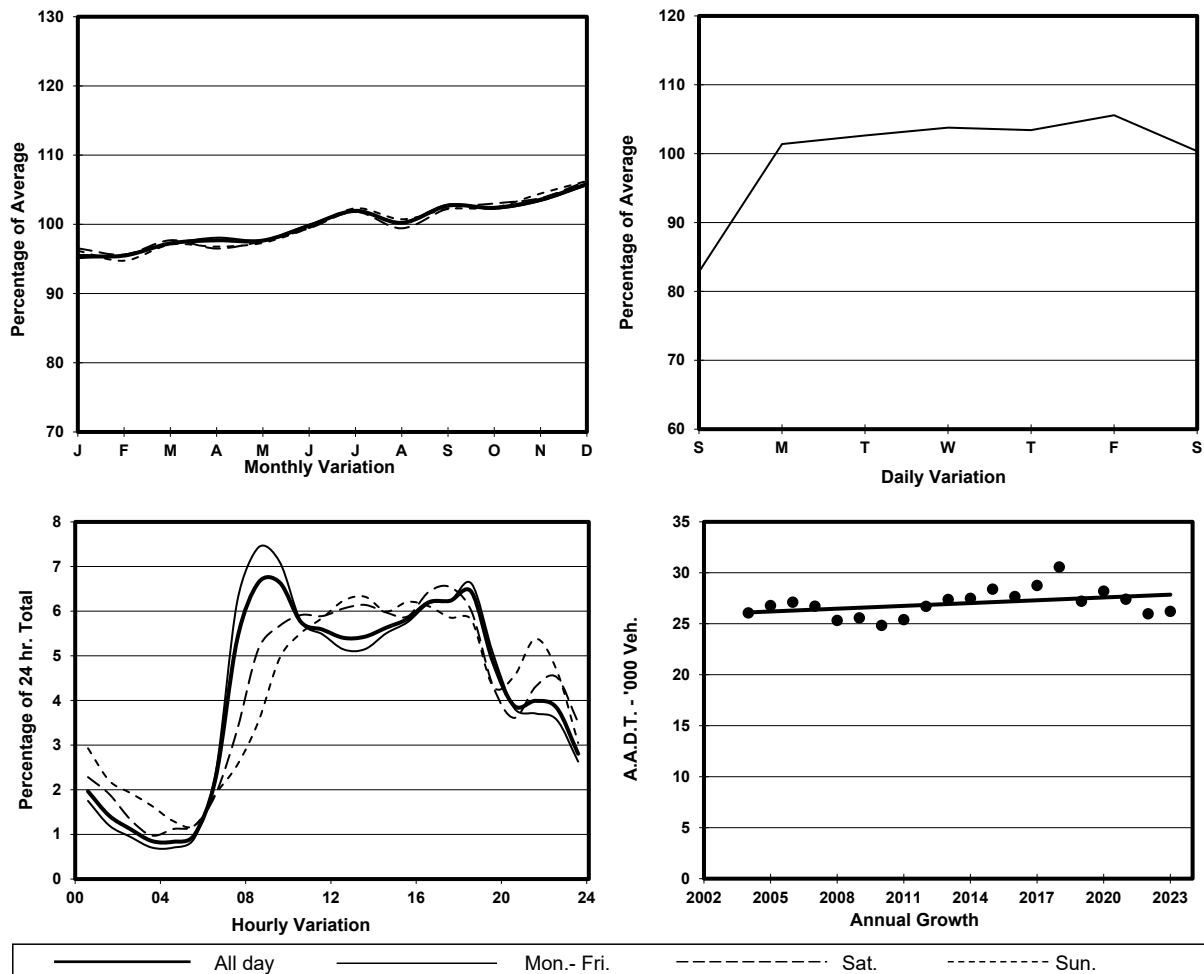 130
120
110
100
90
80
70
Percentage of Average
J F M A M J J A S O N D
Monthly Variation
120
110
100
90
80
70
60
Percentage of Average
S M T W T F S
Daily Variation
8
7
6
5
4
3
2
1
0
Percentage of 24 hr. Total
00 04 08 12 16 20 24
Hourly Variation
35
30
25
20
15
10
5
0
A.A.D.T. - '000 Veh.
2002 2005 2008 2011 2014 2017 2020 2023
Annual Growth
All day Mon.- Fri. Sat. Sun.